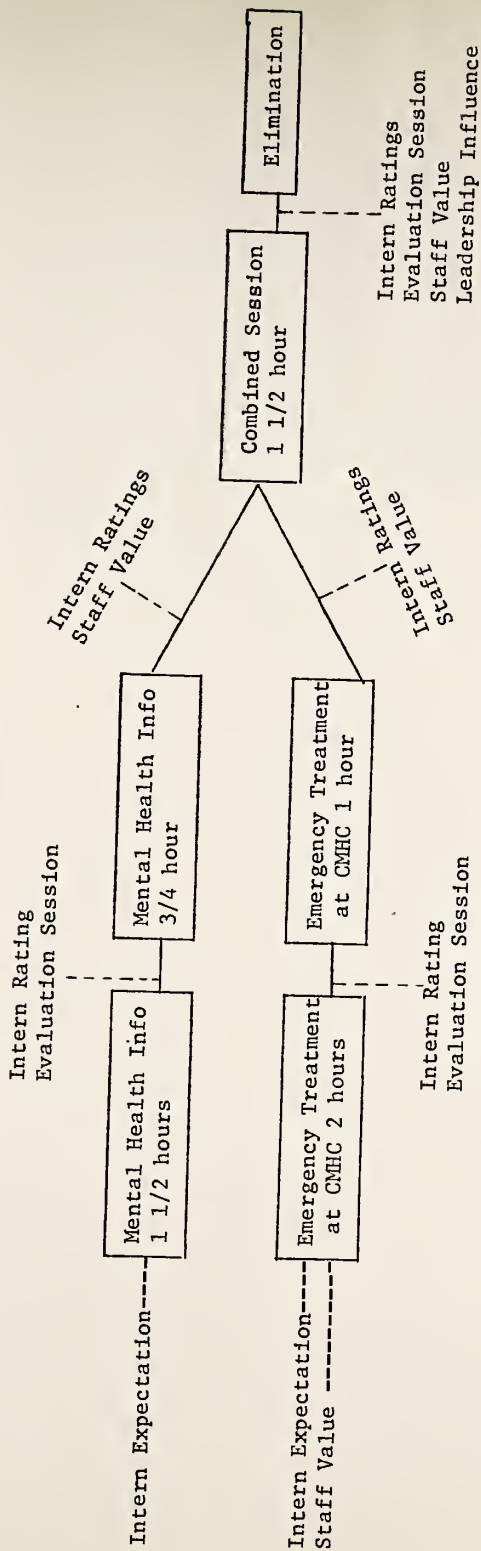 Intern Expectation
Mental Health Info
1 1/2 hours
Intern Rating
Evaluation Session
Mental Health Info
3/4 hour
Intern Ratings
Staff Value
Intern Expectation
Staff Value
Emergency Treatment
at CMHC 2 hours
Intern Rating
Evaluation Session
Emergency Treatment
at CMHC 1 hour
Intern Ratings
Staff Value
Combined Session
1 1/2 hour
Elimination
Intern Ratings
Evaluation Session
Staff Value
Leadership Influence